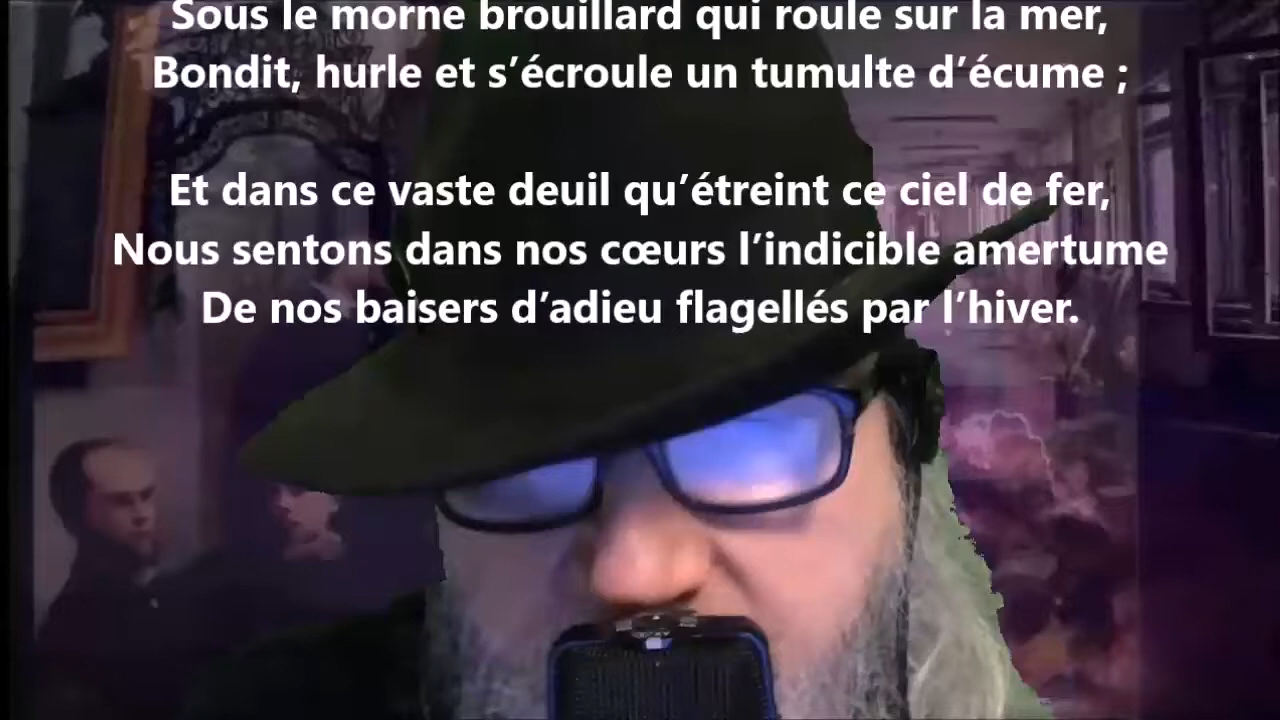 Sous le morne brouillard qui roule sur la mer,
Bondit, hurle et s’écroule un tumulte d’écume ;
Et dans ce vaste deuil qu’étreint ce ciel de fer,
Nous sentons dans nos cœurs l’indicible amertume
De nos baisers d’adieu flagellés par l’hiver.